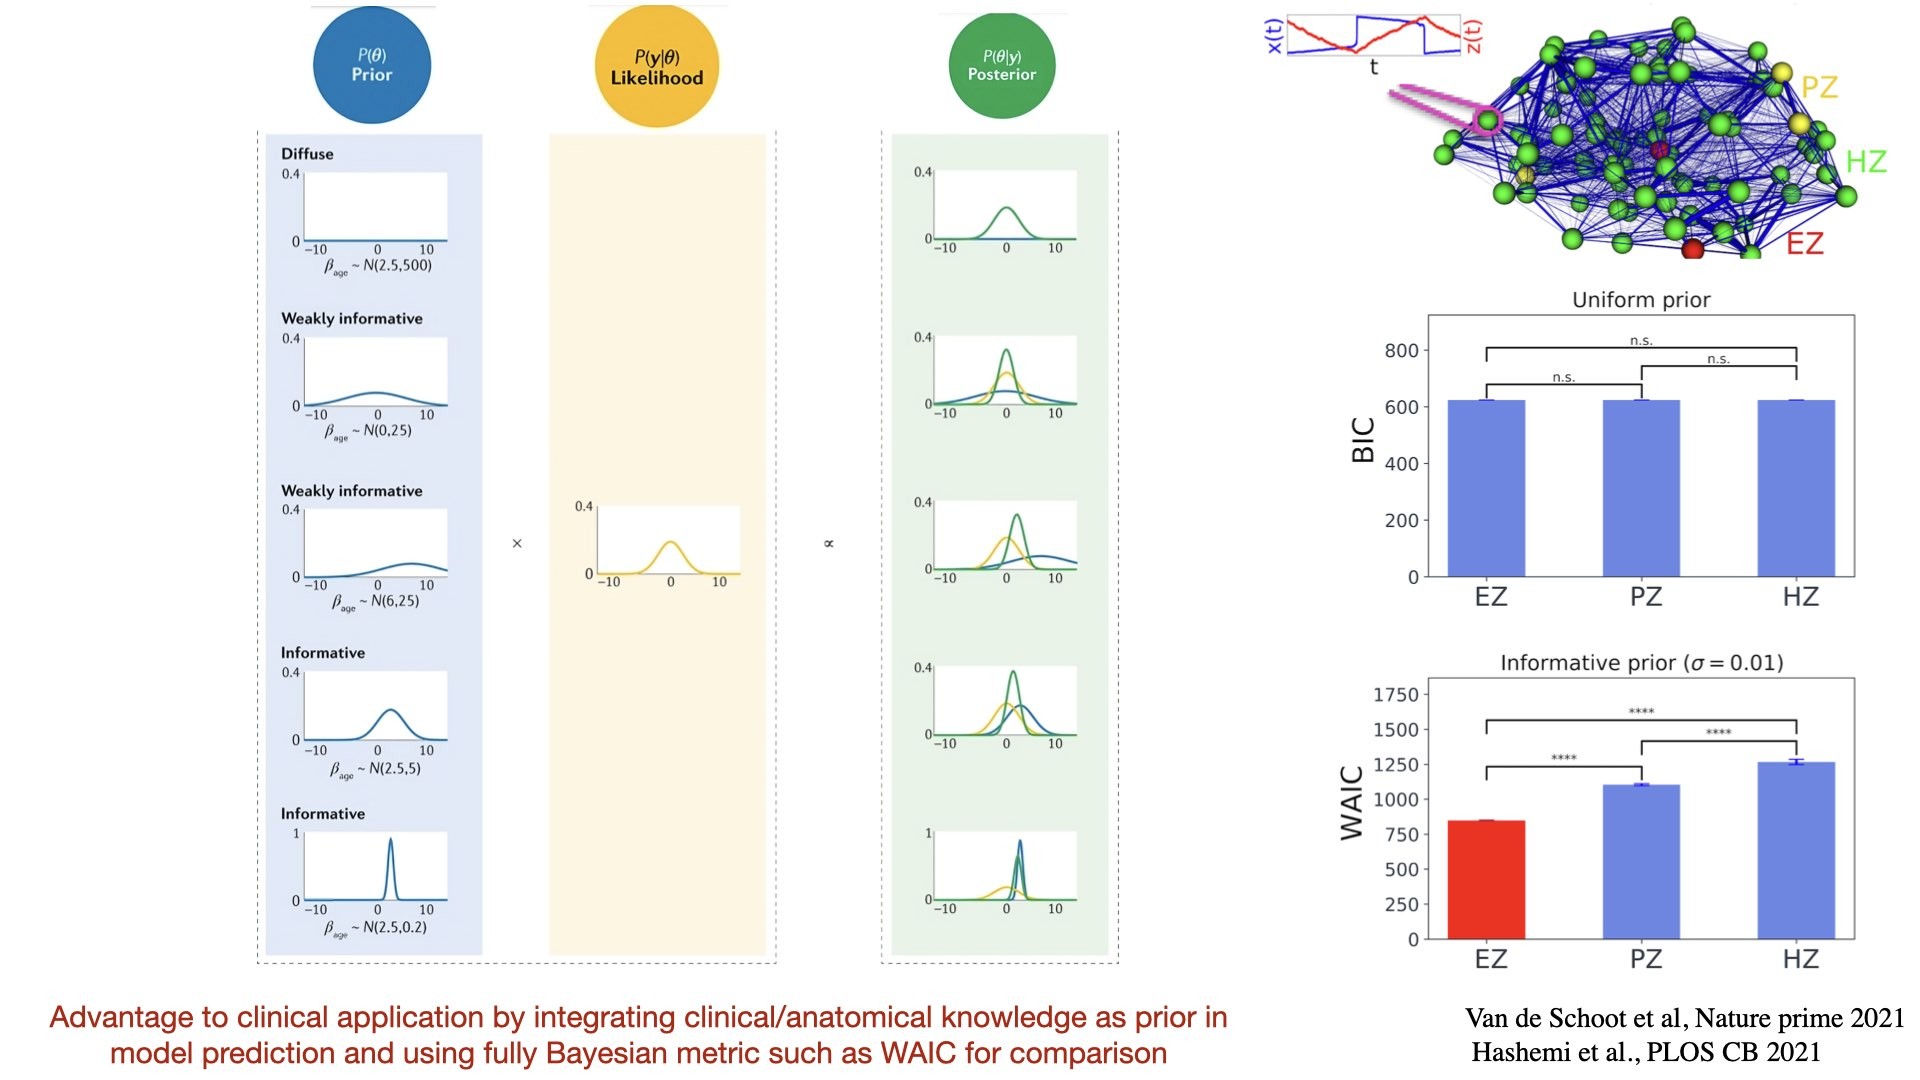 P(θ)
Prior
P(y|θ)
Likelihood
P(θ|y)
Posterior
Diffuse
0.4
0
−10 0 10
βage ~ N(2.5,500)
Weakly informative
0.4
0
−10 0 10
βage ~ N(0,25)
Weakly informative
0.4
0
−10 0 10
βage ~ N(6,25)
Informative
0.4
0
−10 0 10
βage ~ N(2.5,5)
Informative
1
0
−10 0 10
βage ~ N(2.5,0.2)
×
0.4
0
−10 0 10
∝
0.4
0
−10 0 10
0.4
0
−10 0 10
0.4
0
−10 0 10
0.4
0
−10 0 10
1
0
−10 0 10
x(t)
z(t)
t
PZ
HZ
EZ
Uniform prior
BIC
800
600
400
200
0
n.s.
n.s.
n.s.
EZ PZ HZ
Informative prior (σ = 0.01)
WAIC
1750
1500
1250
1000
750
500
250
0
****
****
****
EZ PZ HZ
Advantage to clinical application by integrating clinical/anatomical knowledge as prior in
model prediction and using fully Bayesian metric such as WAIC for comparison
Van de Schoot et al, Nature prime 2021
Hashemi et al., PLOS CB 2021